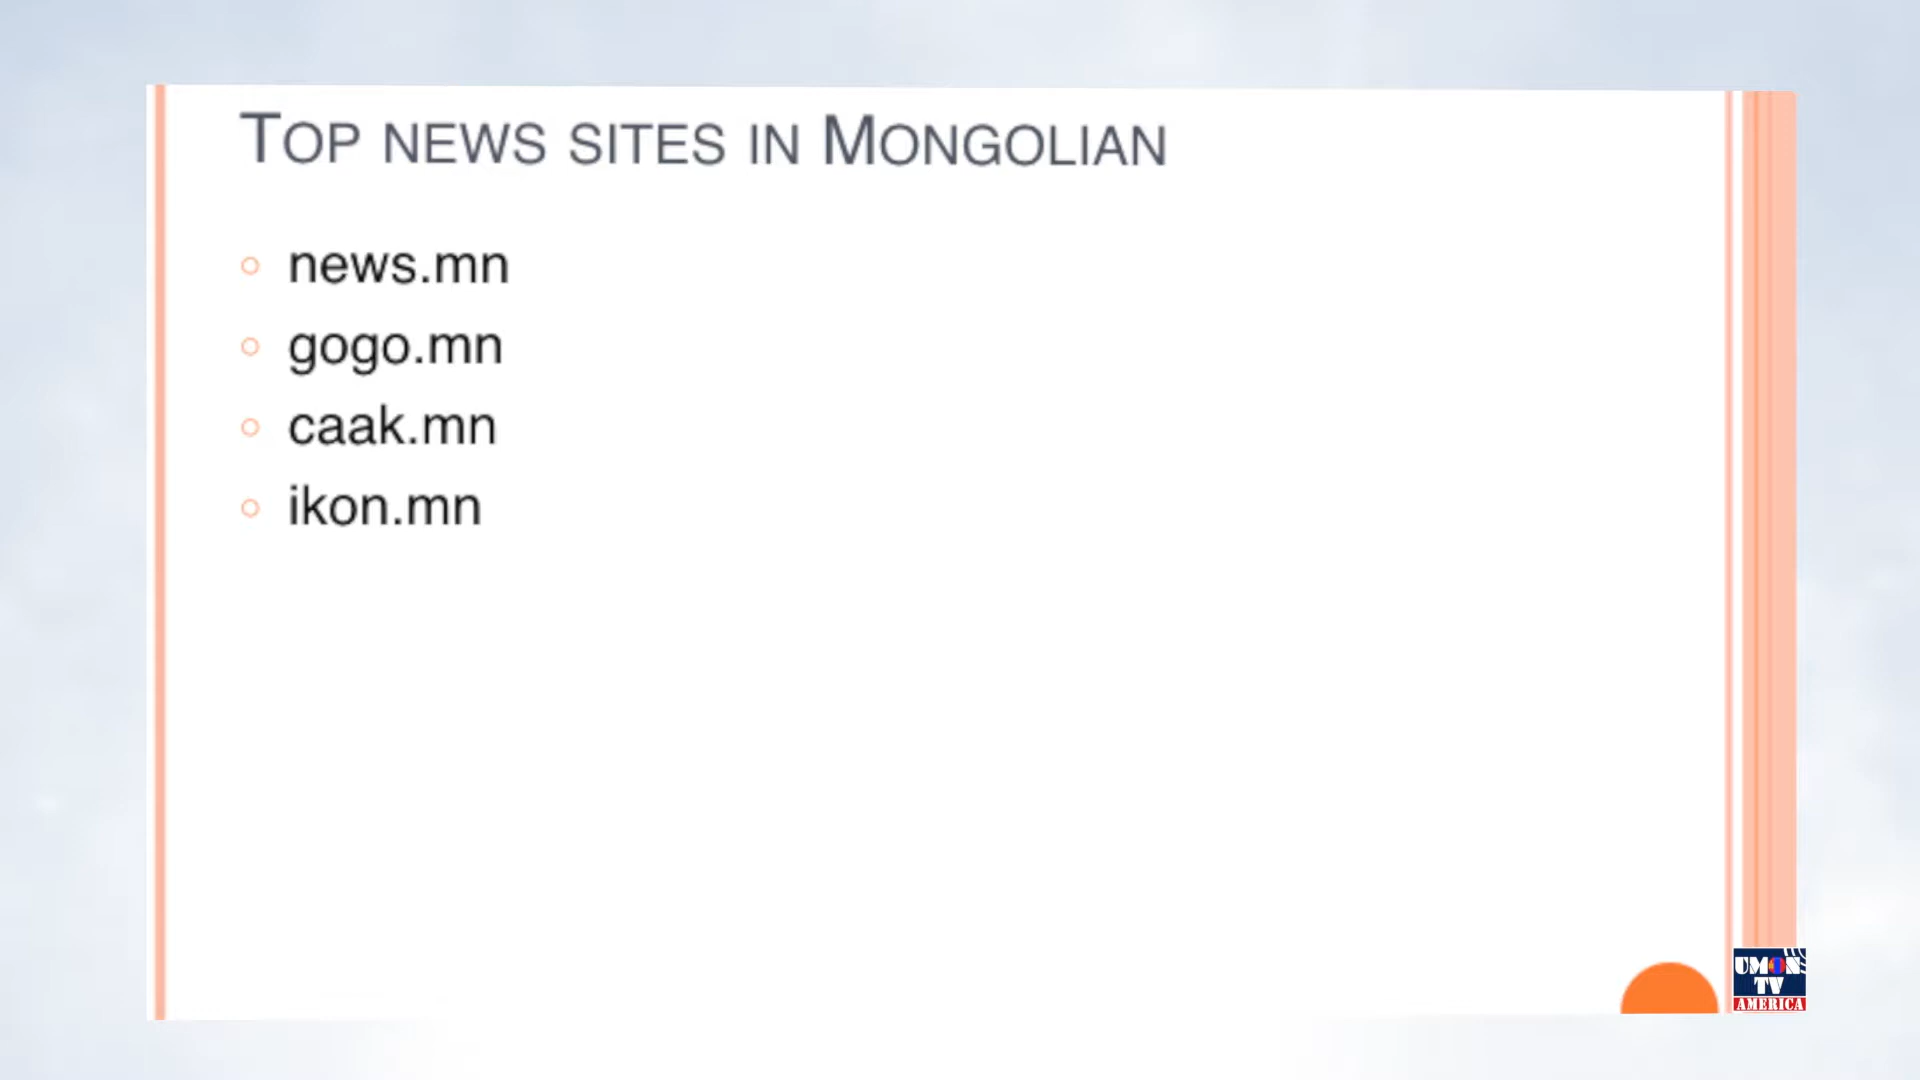 Top news sites in Mongolian
news.mn
gogo.mn
caak.mn
ikon.mn
UMON
TV
AMERICA